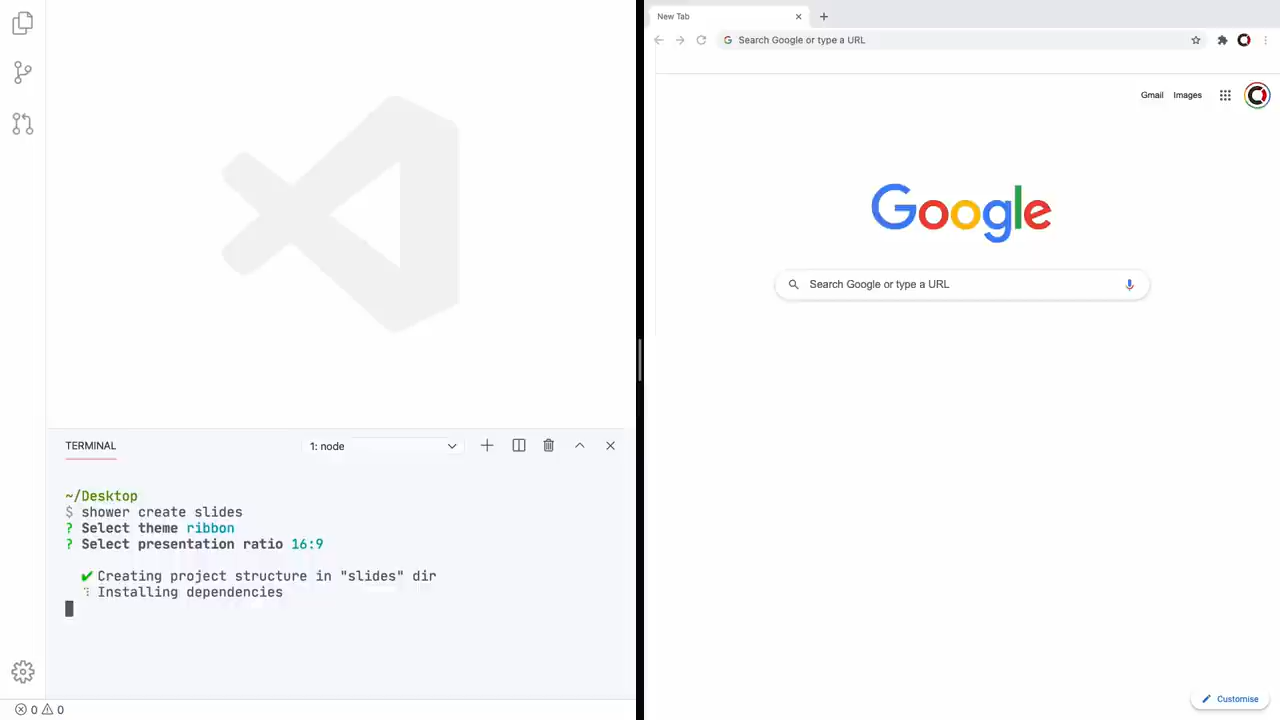 TERMINAL
1: node
~/Desktop
$ shower create slides
? Select theme ribbon
? Select presentation ratio 16:9
✔ Creating project structure in "slides" dir
Installing dependencies
0 0
New Tab
Search Google or type a URL
Gmail Images
Google
Search Google or type a URL
Customise